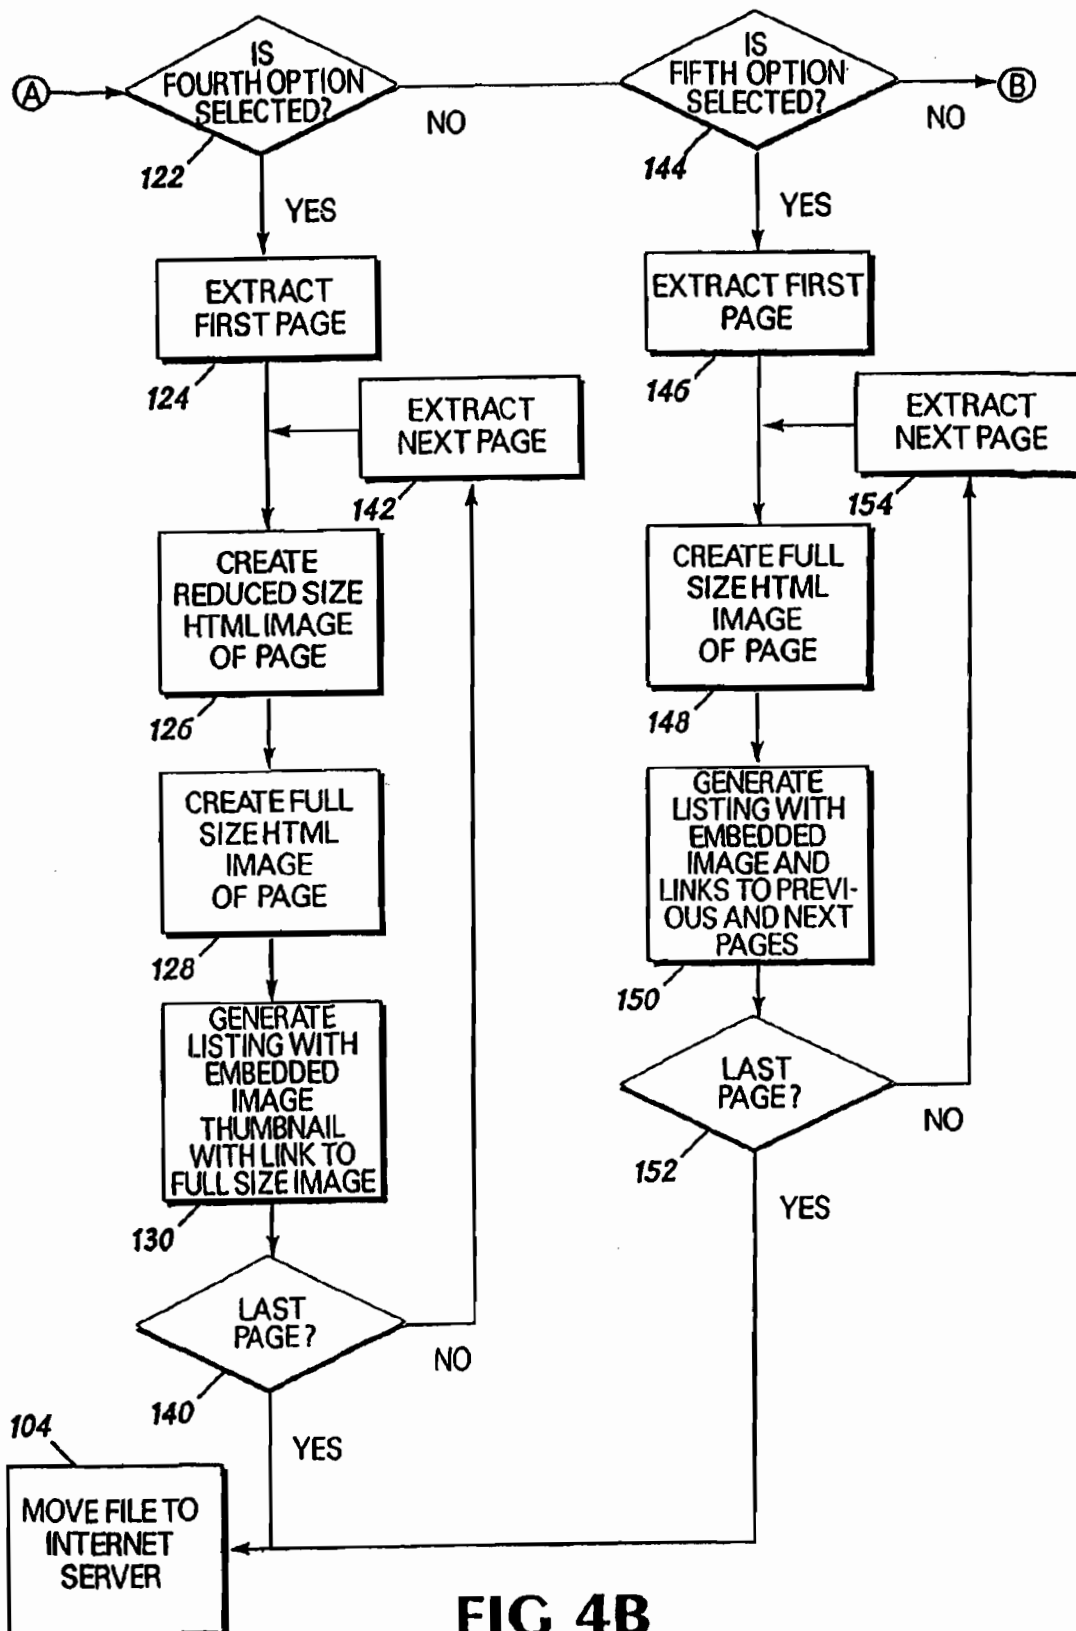 A
IS
FOURTH OPTION
SELECTED?
122
NO
YES
IS
FIFTH OPTION
SELECTED?
144
NO
B
YES
EXTRACT
FIRST PAGE
124
EXTRACT
NEXT PAGE
142
CREATE
REDUCED SIZE
HTML IMAGE
OF PAGE
126
CREATE FULL
SIZE HTML
IMAGE
OF PAGE
128
GENERATE
LISTING WITH
EMBEDDED
IMAGE
THUMBNAIL
WITH LINK TO
FULL SIZE IMAGE
130
LAST
PAGE?
140
NO
YES
EXTRACT FIRST
PAGE
146
EXTRACT
NEXT PAGE
154
CREATE FULL
SIZE HTML
IMAGE
OF PAGE
148
GENERATE
LISTING WITH
EMBEDDED
IMAGE AND
LINKS TO PREVI-
OUS AND NEXT
PAGES
150
LAST
PAGE?
152
NO
YES
104
MOVE FILE TO
INTERNET
SERVER
FIG 4B